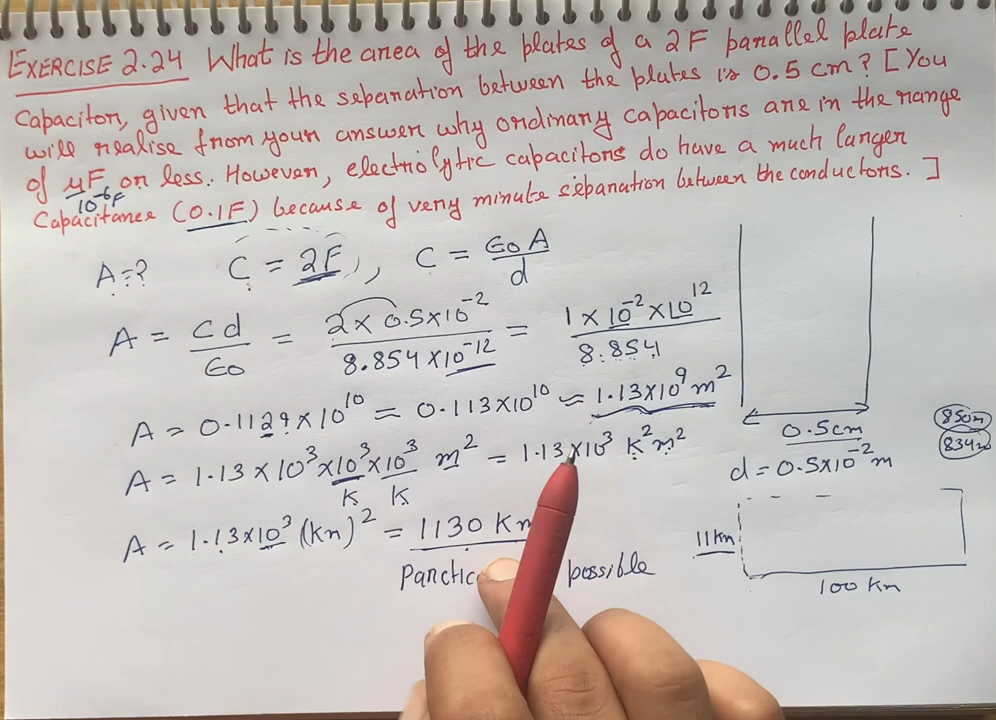 EXERCISE 2.24 What is the area of the plates of a 2F parallel plate
Capacitor, given that the separation between the plates is 0.5 cm? [You
will realise from your answer why ordinary capacitors are in the range
of μF or less. However, electrolytic capacitors do have a much larger
10⁻⁶F
Capacitance (0.1F) because of very minute separation between the conductors.]
A=? C = 2F, C = ε₀A/d
A = Cd/ε₀ = 2 × 0.5×10⁻²/8.854×10⁻¹² = 1 × 10⁻² × 10¹²/8.854
A = 0.1129 × 10¹⁰ = 0.113×10¹⁰ = 1.13×10⁹ m²
0.5cm
850m
834m
A = 1.13 × 10³ × 10³ × 10³ m² = 1.13×10³ k²m²
K K
d = 0.5×10⁻² m
A = 1.13×10³ (Km)² = 1130 Km
11 Km
possible
100 Km